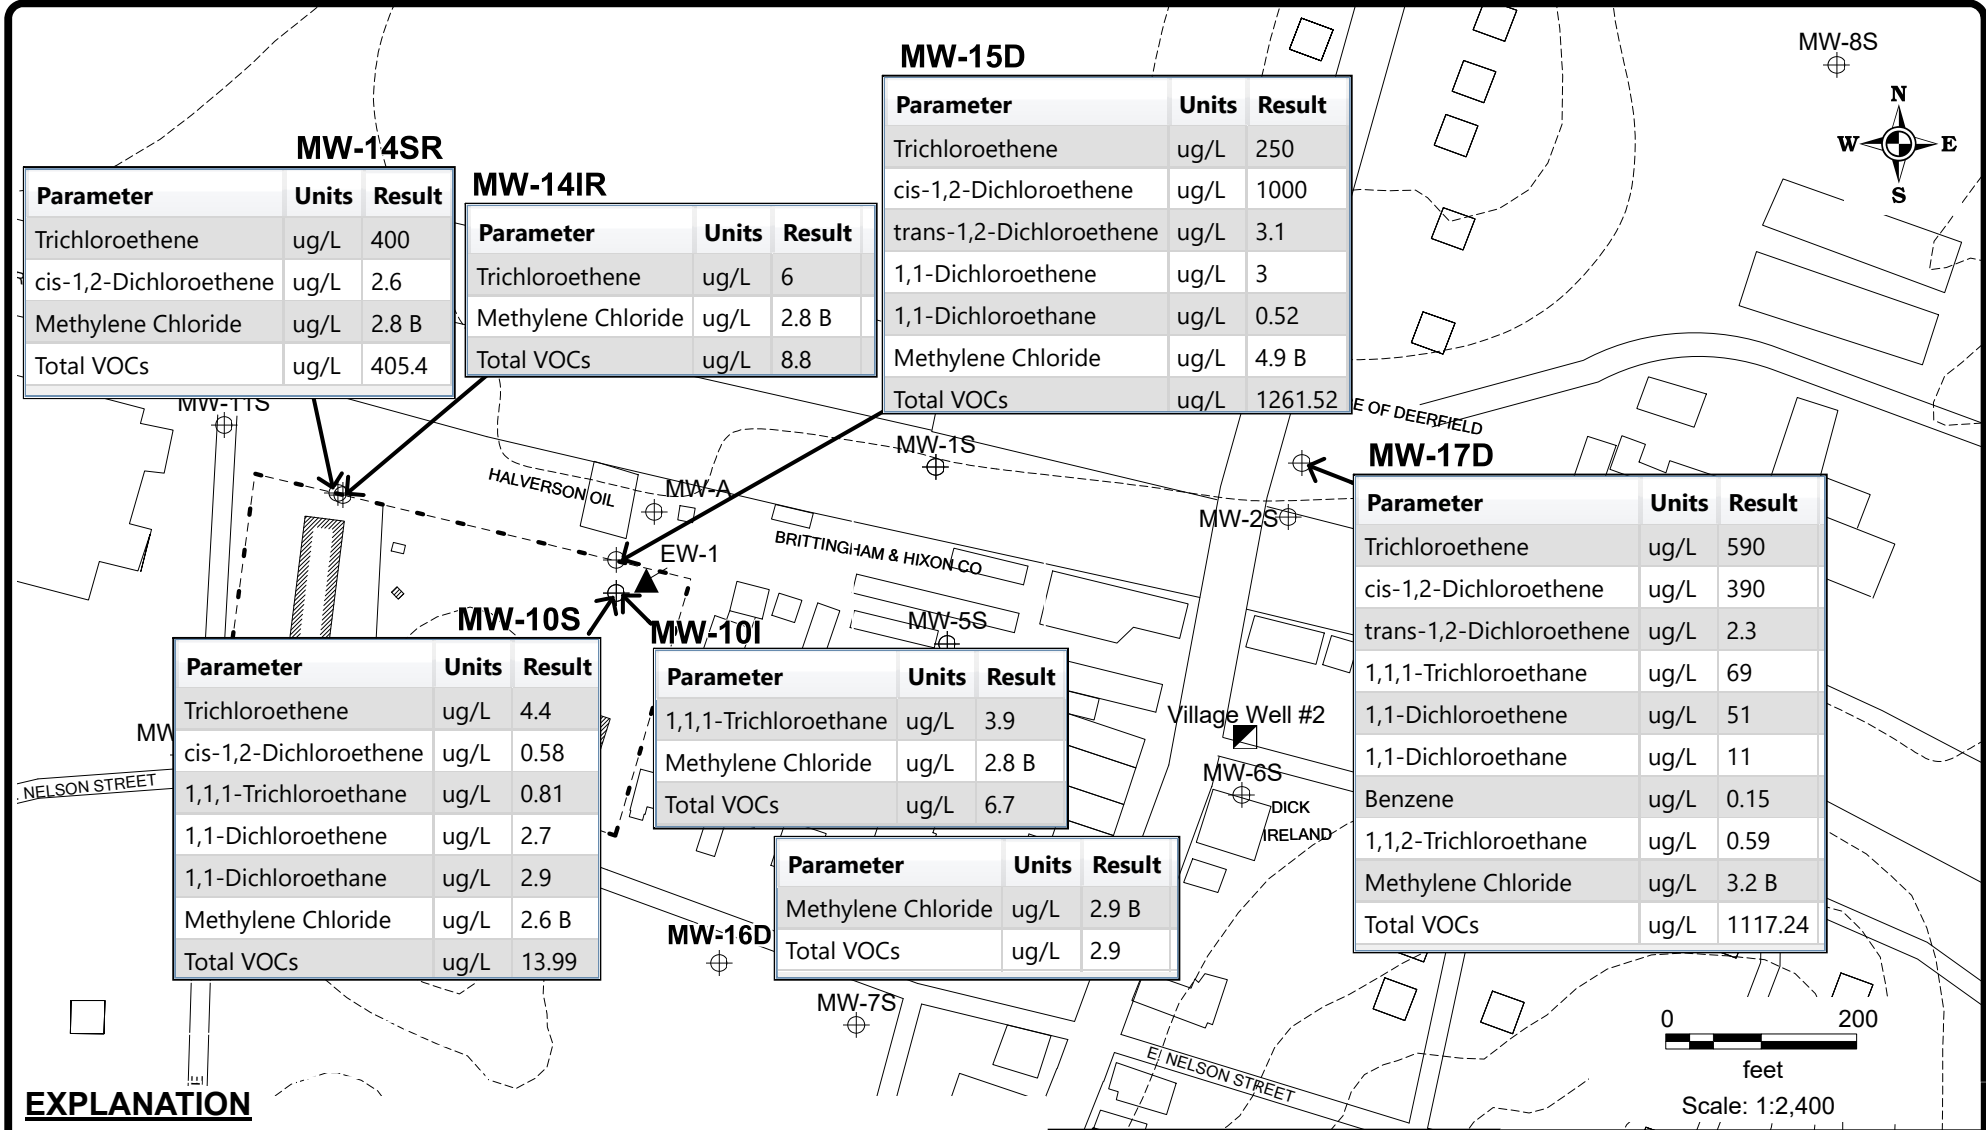 MW-8S
N
W E
S
MW-15D
Parameter Units Result
Trichloroethene ug/L 250
cis-1,2-Dichloroethene ug/L 1000
trans-1,2-Dichloroethene ug/L 3.1
1,1-Dichloroethene ug/L 3
1,1-Dichloroethane ug/L 0.52
Methylene Chloride ug/L 4.9 B
Total VOCs ug/L 1261.52
MW-14SR
Parameter Units Result
Trichloroethene ug/L 400
cis-1,2-Dichloroethene ug/L 2.6
Methylene Chloride ug/L 2.8 B
Total VOCs ug/L 405.4
MW-14IR
Parameter Units Result
Trichloroethene ug/L 6
Methylene Chloride ug/L 2.8 B
Total VOCs ug/L 8.8
MW-11S
E OF DEERFIELD
MW-1S
HALVERSON OIL
MW-A
MW-2S
BRITTINGHAM & HIXON CO
EW-1
MW-17D
Parameter Units Result
Trichloroethene ug/L 590
cis-1,2-Dichloroethene ug/L 390
trans-1,2-Dichloroethene ug/L 2.3
1,1,1-Trichloroethane ug/L 69
1,1-Dichloroethene ug/L 51
1,1-Dichloroethane ug/L 11
Benzene ug/L 0.15
1,1,2-Trichloroethane ug/L 0.59
Methylene Chloride ug/L 3.2 B
Total VOCs ug/L 1117.24
MW-10S
Parameter Units Result
Trichloroethene ug/L 4.4
cis-1,2-Dichloroethene ug/L 0.58
1,1,1-Trichloroethane ug/L 0.81
1,1-Dichloroethene ug/L 2.7
1,1-Dichloroethane ug/L 2.9
Methylene Chloride ug/L 2.6 B
Total VOCs ug/L 13.99
MW-10I
Parameter Units Result
1,1,1-Trichloroethane ug/L 3.9
Methylene Chloride ug/L 2.8 B
Total VOCs ug/L 6.7
MW-5S
Village Well #2
MW-6S
DICK
IRELAND
MW
NELSON STREET
MW-16D
Parameter Units Result
Methylene Chloride ug/L 2.9 B
Total VOCs ug/L 2.9
MW-7S
E NELSON STREET
0 200
feet
Scale: 1:2,400
EXPLANATION